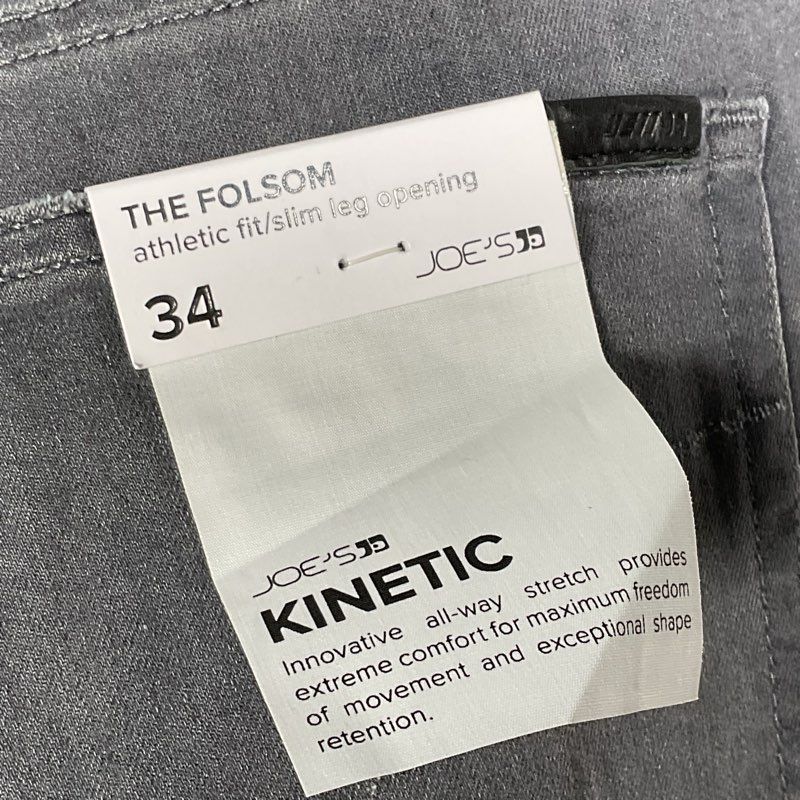 THE FOLSOM
athletic fit/slim leg opening
34
JOE'S
JOE'S
KINETIC
Innovative all-way stretch provides
extreme comfort for maximum freedom
of movement and exceptional shape
retention.